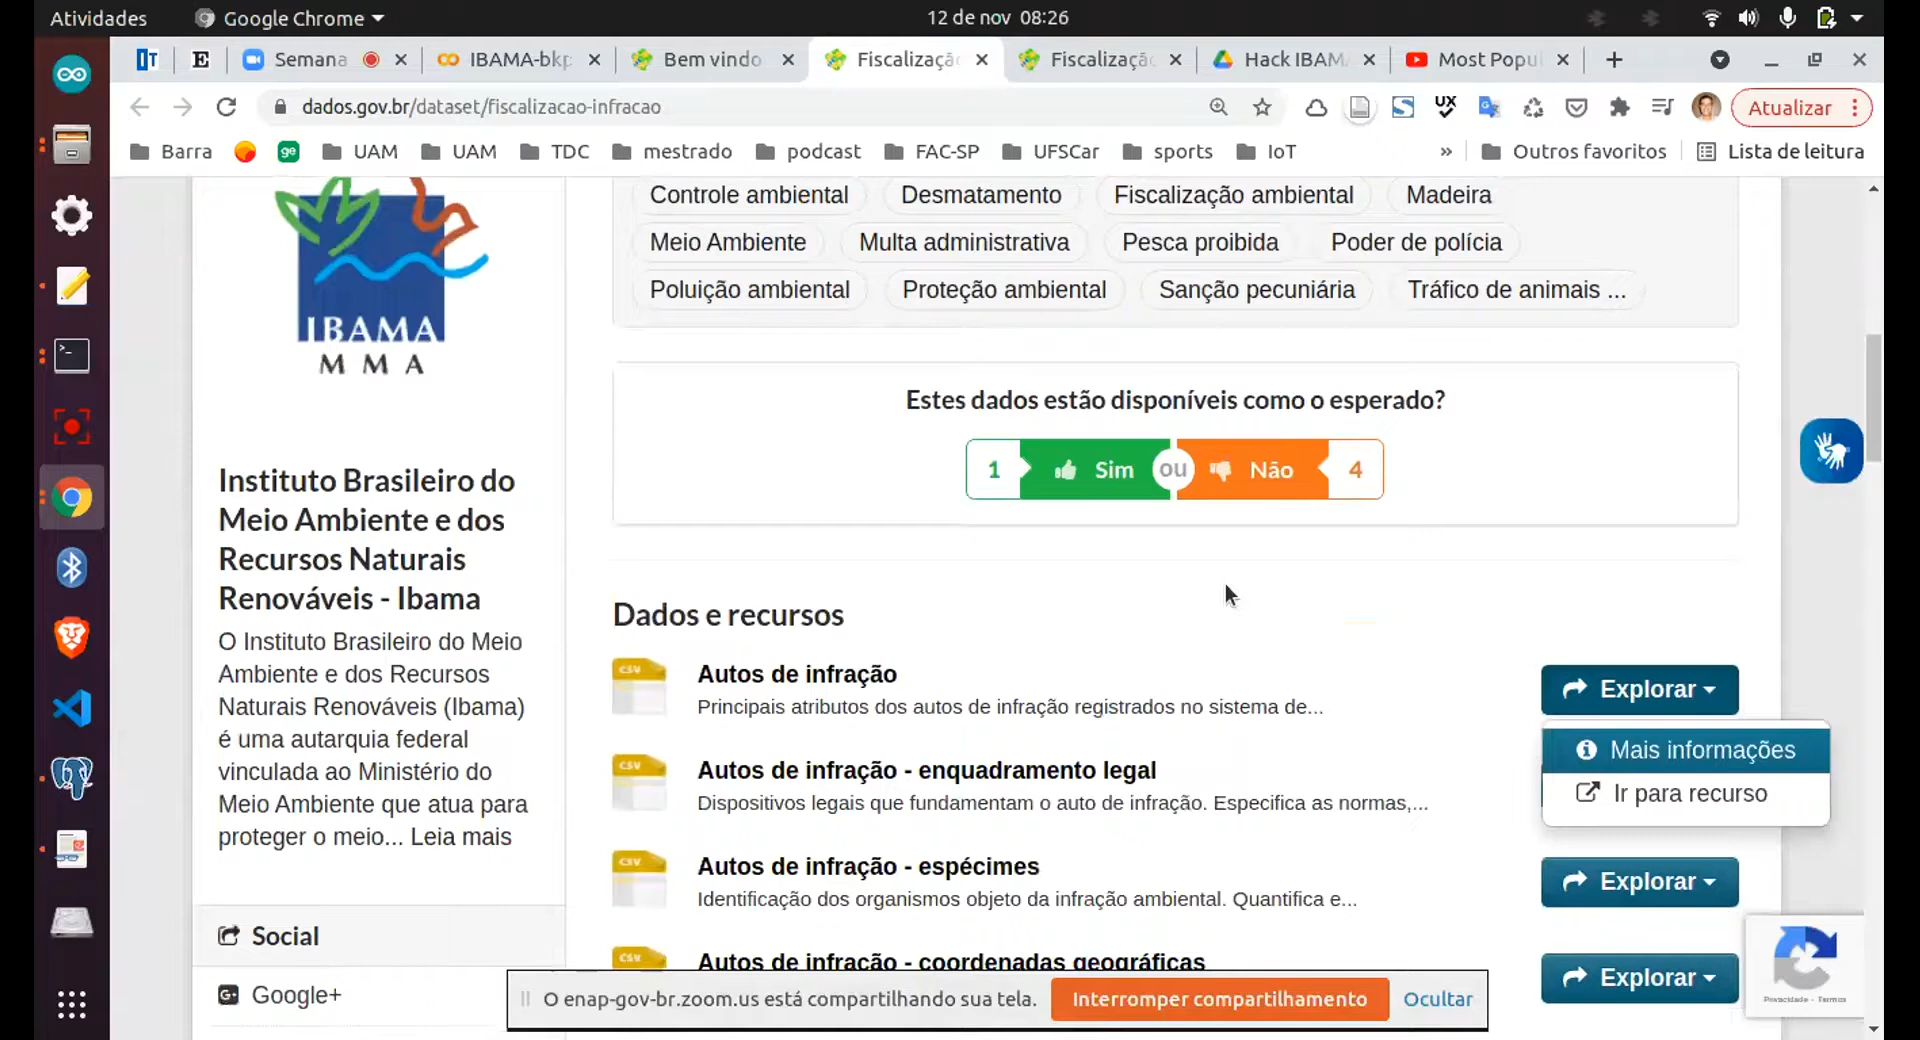 Atividades
Google Chrome
12 de nov 08:26
Semana
IBAMA-bkp
Bem vindo
Fiscalizaçã
Fiscalizaçã
Hack IBAM
Most Popu
dados.gov.br/dataset/fiscalizacao-infracao
Atualizar
Barra
ge
UAM
UAM
TDC
mestrado
podcast
FAC-SP
UFSCar
sports
IoT
»
Outros favoritos
Lista de leitura
IBAMA
M M A
Controle ambiental
Desmatamento
Fiscalização ambiental
Madeira
Meio Ambiente
Multa administrativa
Pesca proibida
Poder de polícia
Poluição ambiental
Proteção ambiental
Sanção pecuniária
Tráfico de animais ...
Estes dados estão disponíveis como o esperado?
1 Sim ou Não 4
Instituto Brasileiro do
Meio Ambiente e dos
Recursos Naturais
Renováveis - Ibama
O Instituto Brasileiro do Meio
Ambiente e dos Recursos
Naturais Renováveis (Ibama)
é uma autarquia federal
vinculada ao Ministério do
Meio Ambiente que atua para
proteger o meio... Leia mais
Social
Google+
Dados e recursos
CSV
Autos de infração
Principais atributos dos autos de infração registrados no sistema de...
Explorar
Mais informações
Ir para recurso
CSV
Autos de infração - enquadramento legal
Dispositivos legais que fundamentam o auto de infração. Especifica as normas,...
CSV
Autos de infração - espécimes
Identificação dos organismos objeto da infração ambiental. Quantifica e...
Explorar
CSV
Autos de infração - coordenadas geográficas
Explorar
Privacidade - Termos
O enap-gov-br.zoom.us está compartilhando sua tela.
Interromper compartilhamento
Ocultar